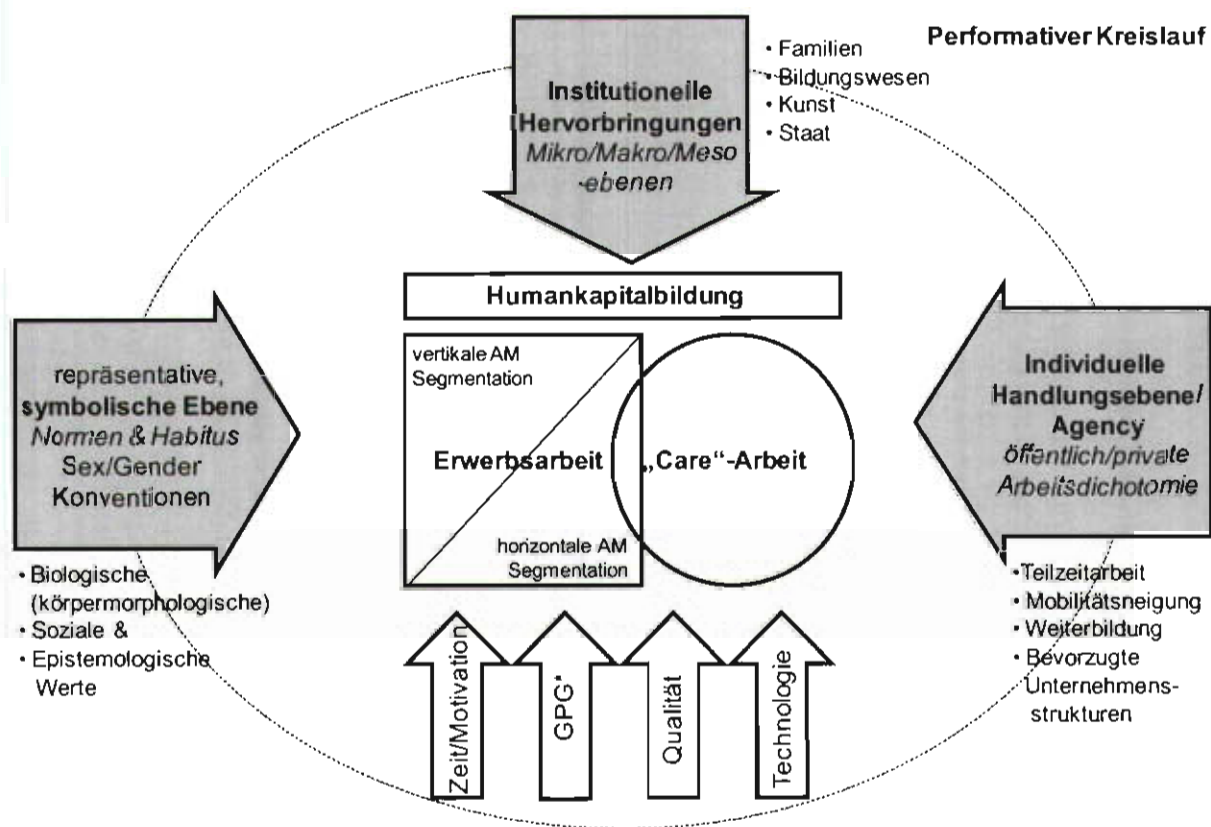 Performativer Kreislauf
Institutionelle
Hervorbringungen
Mikro/Makro/Meso
-ebenen
• Familien
• Bildungswesen
• Kunst
• Staat
Humankapitalbildung
repräsentative,
symbolische Ebene
Normen & Habitus
Sex/Gender
Konventionen
• Biologische
(körpermorphologische)
• Soziale &
• Epistemologische
Werte
vertikale AM
Segmentation
Erwerbsarbeit
„Care“-Arbeit
horizontale AM
Segmentation
Individuelle
Handlungsebene/
Agency
öffentlich/private
Arbeitsdichotomie
• Teilzeitarbeit
• Mobilitätsneigung
• Weiterbildung
• Bevorzugte
Unternehmens-
strukturen
Zeit/Motivation
GPG*
Qualität
Technologie